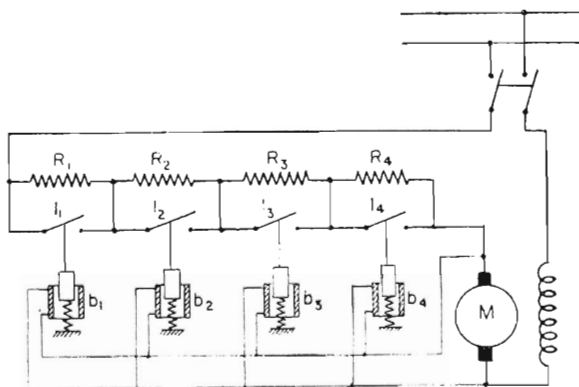 R₁ R₂ R₃ R₄
I₁ I₂ I₃ I₄
b₁ b₂ b₃ b₄
M